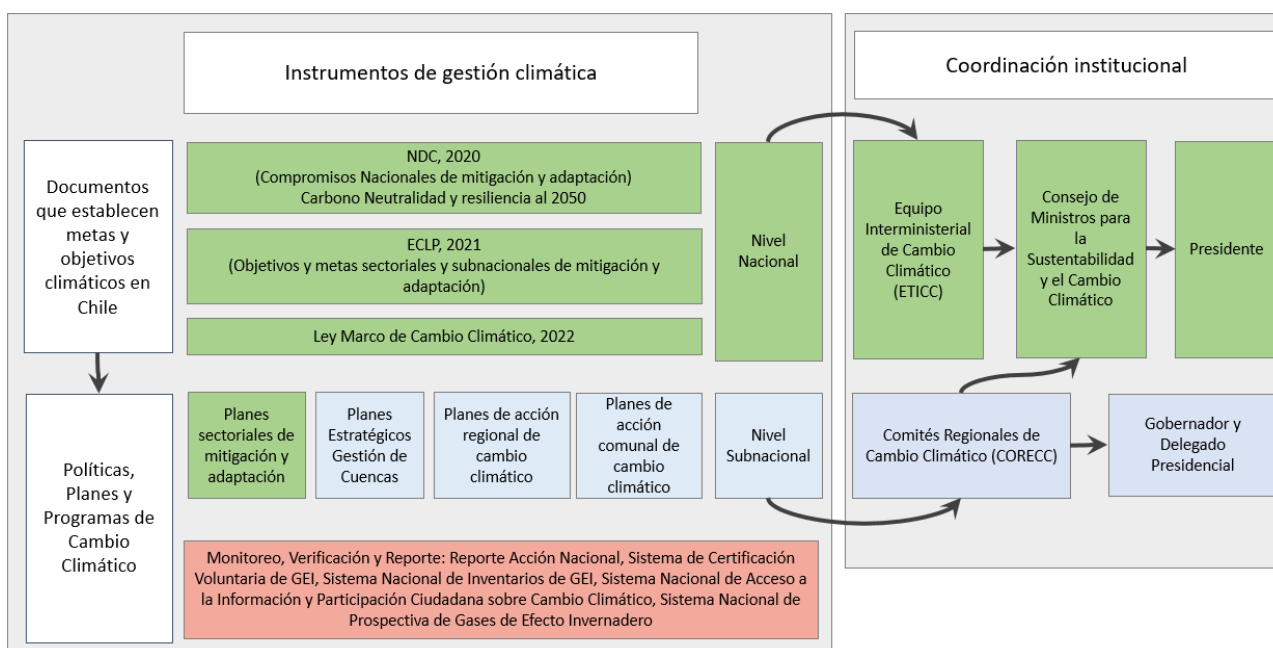 Instrumentos de gestión climática
Coordinación institucional
Documentos
que establecen
metas y
objetivos
climáticos en
Chile
NDC, 2020
(Compromisos Nacionales de mitigación y adaptación)
Carbono Neutralidad y resiliencia al 2050
ECLP, 2021
(Objetivos y metas sectoriales y subnacionales de mitigación y
adaptación)
Ley Marco de Cambio Climático, 2022
Nivel
Nacional
Equipo
Interministerial
de Cambio
Climático
(ETICC)
Consejo de
Ministros para
la
Sustentabilidad
y el Cambio
Climático
Presidente
Políticas,
Planes y
Programas de
Cambio
Climático
Planes
sectoriales de
mitigación y
adaptación
Planes
Estratégicos
Gestión de
Cuencas
Planes de acción
regional de
cambio
climático
Planes de
acción
comunal de
cambio
climático
Nivel
Subnacional
Comités Regionales de
Cambio Climático (CORECC)
Gobernador y
Delegado
Presidencial
Monitoreo, Verificación y Reporte: Reporte Acción Nacional, Sistema de Certificación
Voluntaria de GEI, Sistema Nacional de Inventarios de GEI, Sistema Nacional de Acceso a
la Información y Participación Ciudadana sobre Cambio Climático, Sistema Nacional de
Prospectiva de Gases de Efecto Invernadero